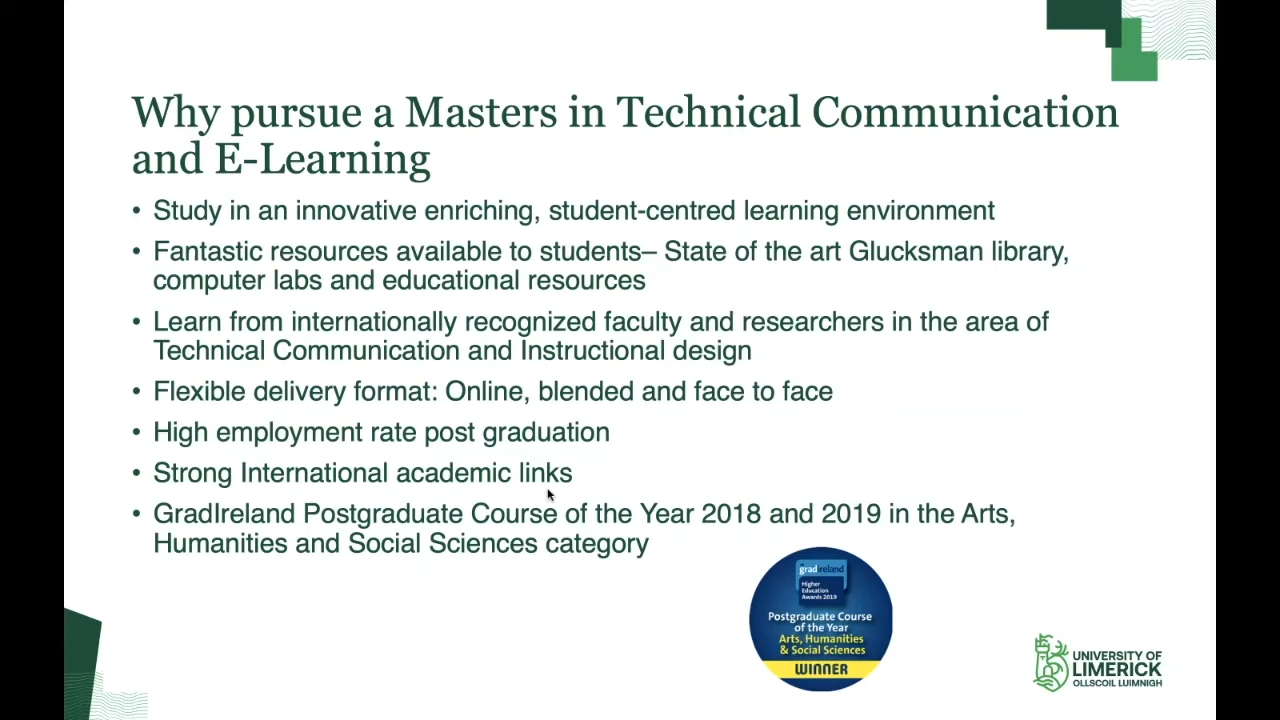 Why pursue a Masters in Technical Communication
and E-Learning
• Study in an innovative enriching, student-centred learning environment
• Fantastic resources available to students– State of the art Glucksman library,
computer labs and educational resources
• Learn from internationally recognized faculty and researchers in the area of
Technical Communication and Instructional design
• Flexible delivery format: Online, blended and face to face
• High employment rate post graduation
• Strong International academic links
• GradIreland Postgraduate Course of the Year 2018 and 2019 in the Arts,
Humanities and Social Sciences category
gradireland
Higher
Education
Awards 2019
Postgraduate Course
of the Year
Arts, Humanities
& Social Sciences
WINNER
UNIVERSITY OF
LIMERICK
OLLSCOIL LUIMNIGH